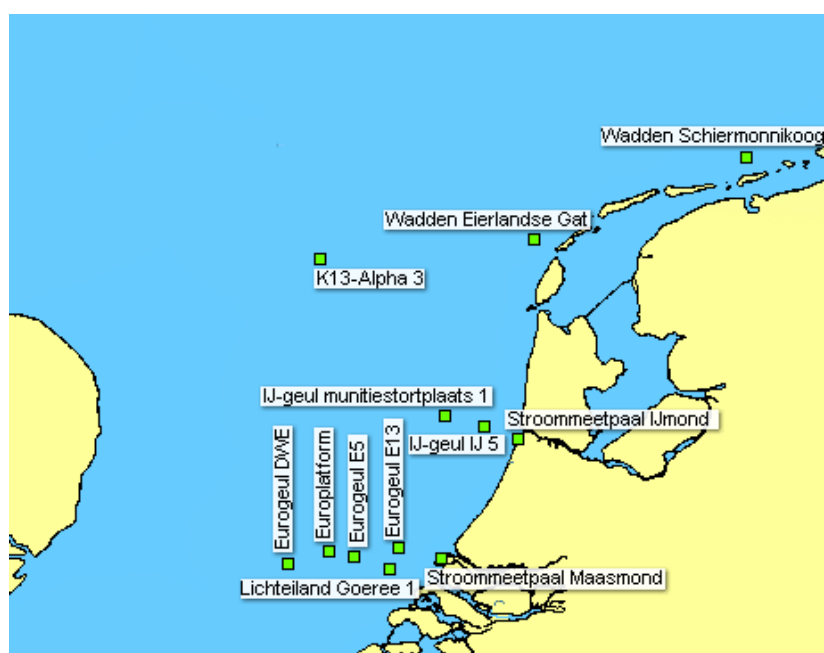 Wadden Schiermonnikoog
Wadden Eierlandse Gat
K13-Alpha 3
IJ-geul munitiestortplaats 1
Stroommeetpaal IJmond
IJ-geul IJ 5
Eurogeul DWE
Europlatform
Eurogeul E5
Eurogeul E13
Lichteiland Goeree 1
Stroommeetpaal Maasmond